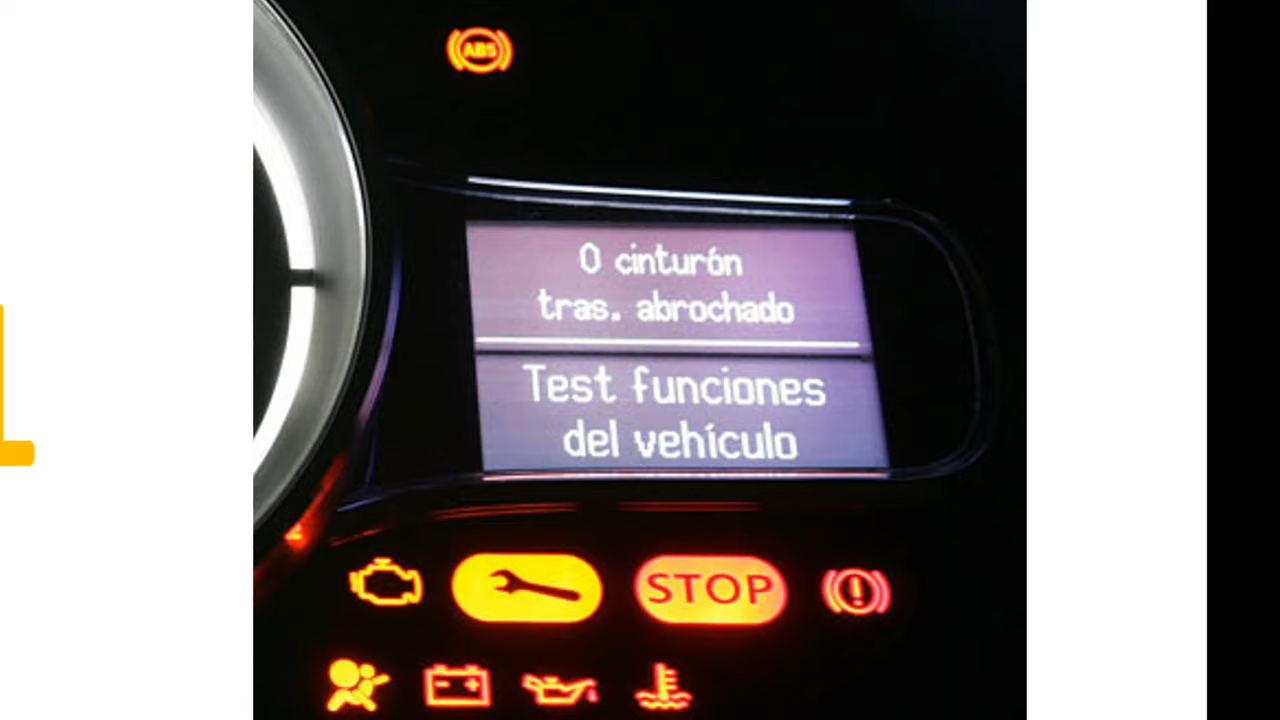 ABS
0 cinturón
tras. abrochado
Test funciones
del vehículo
STOP